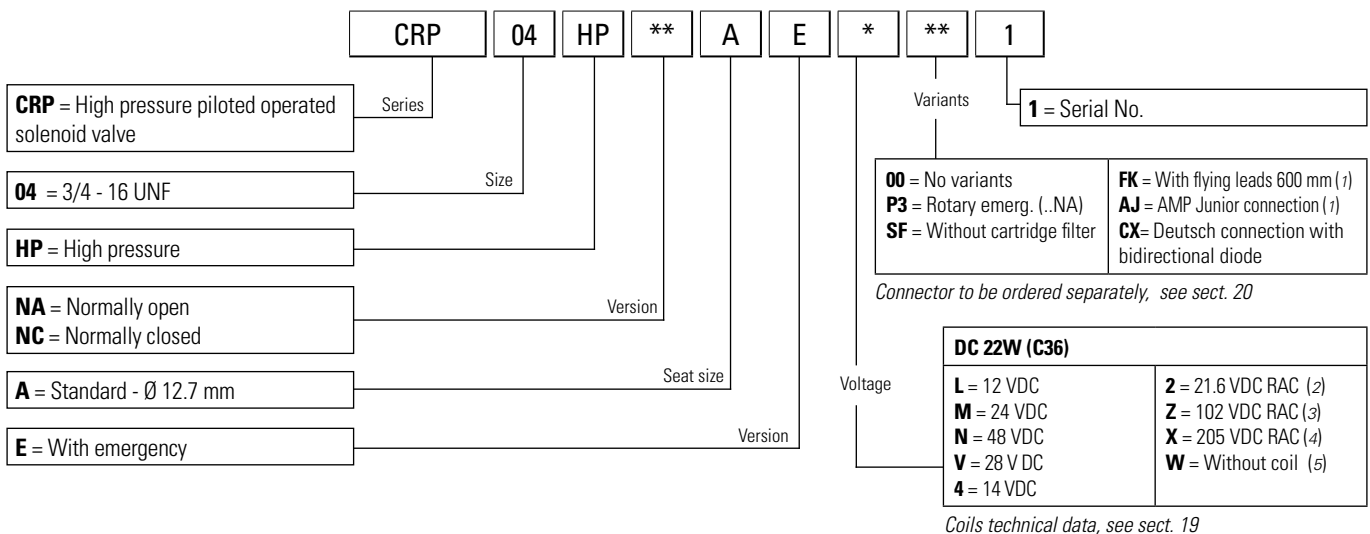 CRP 04 HP ** A E * ** 1
CRP = High pressure piloted operated
solenoid valve
Series
04 = 3/4 - 16 UNF
Size
HP = High pressure
NA = Normally open
NC = Normally closed
Version
A = Standard - Ø 12.7 mm
Seat size
E = With emergency
Version
Variants
1 = Serial No.
00 = No variants
P3 = Rotary emerg. (..NA)
SF = Without cartridge filter
FK = With flying leads 600 mm (1)
AJ = AMP Junior connection (1)
CX= Deutsch connection with
bidirectional diode
Connector to be ordered separately, see sect. 20
Voltage
DC 22W (C36)
L = 12 VDC
M = 24 VDC
N = 48 VDC
V = 28 V DC
4 = 14 VDC
2 = 21.6 VDC RAC (2)
Z = 102 VDC RAC (3)
X = 205 VDC RAC (4)
W = Without coil (5)
Coils technical data, see sect. 19